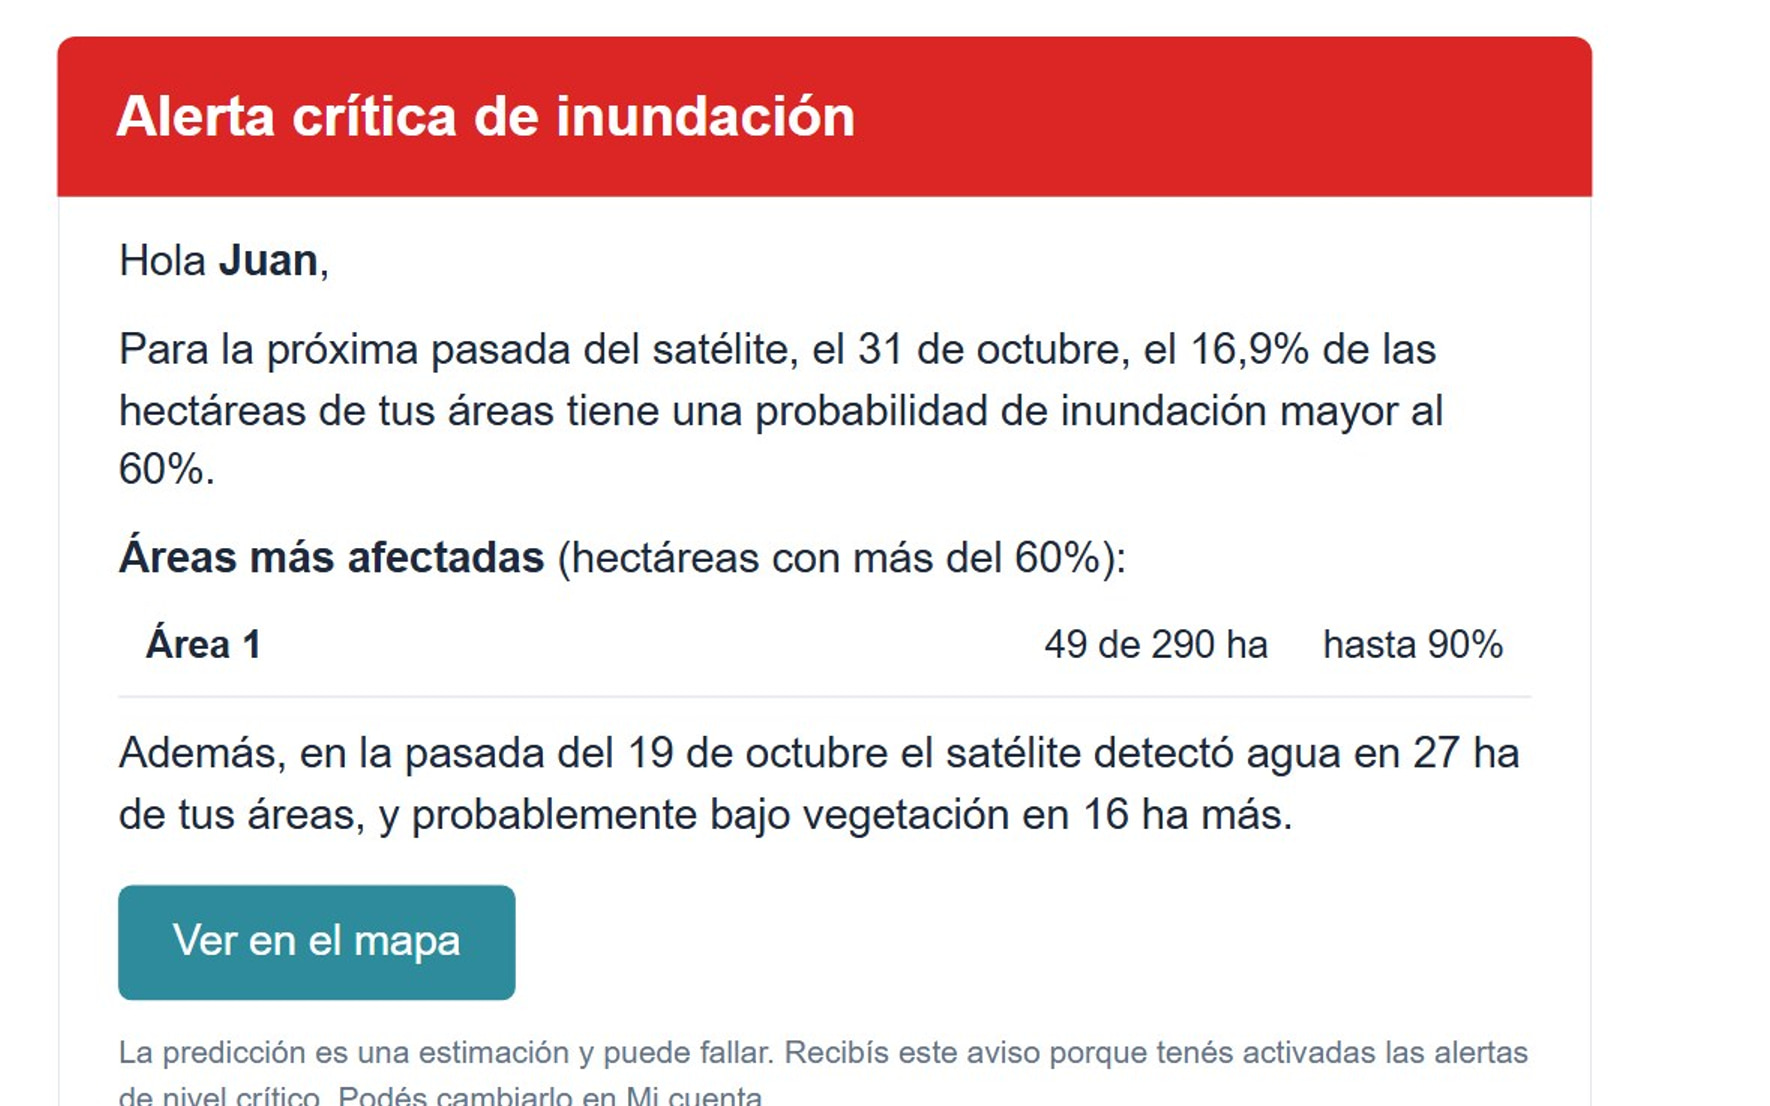 Alerta crítica de inundación
Hola Juan,
Para la próxima pasada del satélite, el 31 de octubre, el 16,9% de las
hectáreas de tus áreas tiene una probabilidad de inundación mayor al
60%.
Áreas más afectadas (hectáreas con más del 60%):
Área 1 49 de 290 ha hasta 90%
Además, en la pasada del 19 de octubre el satélite detectó agua en 27 ha
de tus áreas, y probablemente bajo vegetación en 16 ha más.
Ver en el mapa
La predicción es una estimación y puede fallar. Recibís este aviso porque tenés activadas las alertas
de nivel crítico. Podés cambiarlo en Mi cuenta